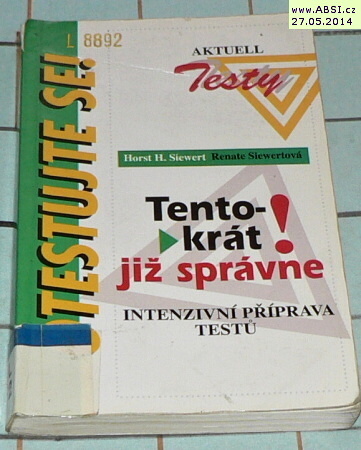 www.ABSI.cz
27.05.2014
L 8892
AKTUELL
Testy
OTESTUJTE SE!
Horst H. Siewert Renate Siewertová
Tento-
krát!
již správne
INTENZIVNÍ PŘÍPRAVA
TESTŮ